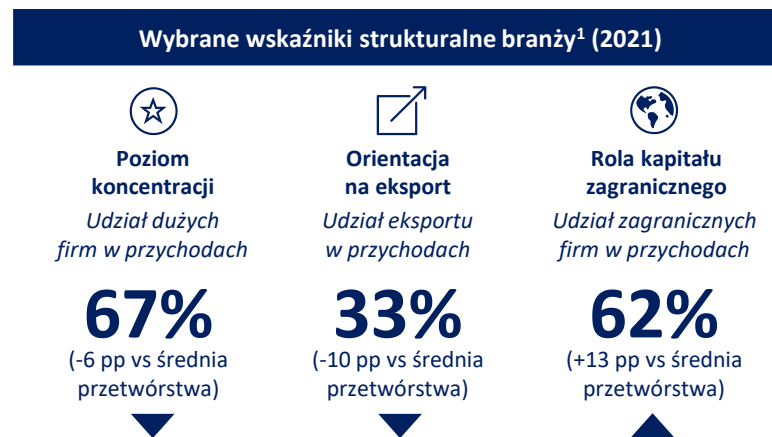 Wybrane wskaźniki strukturalne branży¹ (2021)
Poziom
koncentracji
Udział dużych
firm w przychodach
67%
(-6 pp vs średnia
przetwórstwa)
Orientacja
na eksport
Udział eksportu
w przychodach
33%
(-10 pp vs średnia
przetwórstwa)
Rola kapitału
zagranicznego
Udział zagranicznych
firm w przychodach
62%
(+13 pp vs średnia
przetwórstwa)